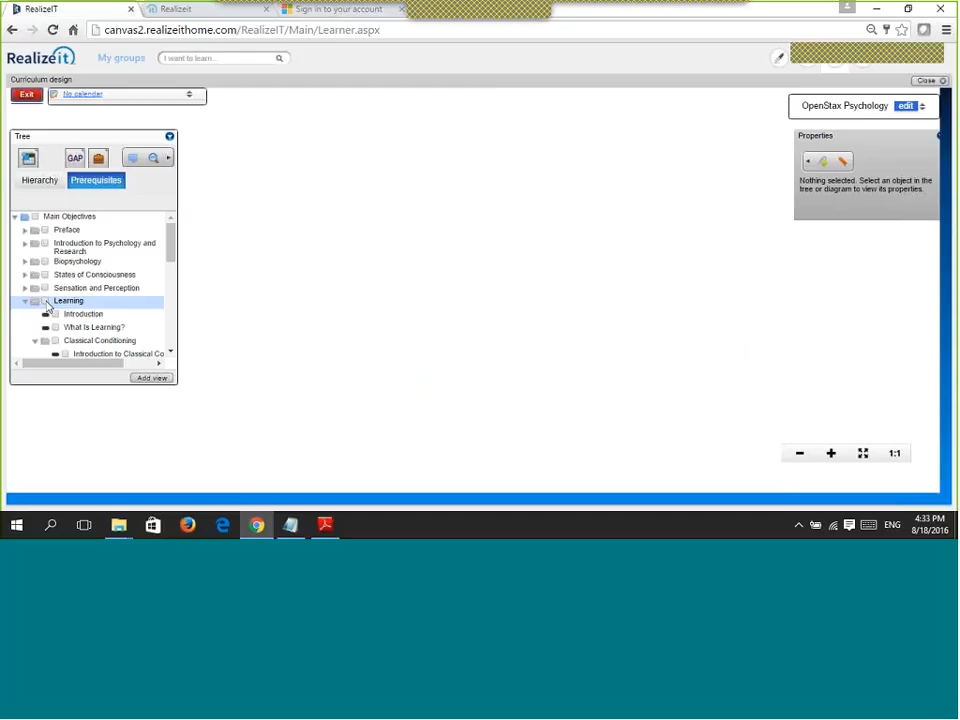 RealizeIT
Realizeit
Sign in to your account
canvas2.realizeithome.com/RealizeIT/Main/Learner.aspx
Realizeit
My groups
I want to learn...
Curriculum design
Close
Exit
No calendar
OpenStax Psychology edit
Tree
Properties
GAP
Hierarchy
Prerequisites
Nothing selected. Select an object in the
tree or diagram to view its properties.
Main Objectives
Preface
Introduction to Psychology and
Research
Biopsychology
States of Consciousness
Sensation and Perception
Learning
Introduction
What Is Learning?
Classical Conditioning
Introduction to Classical Co
Add view
1:1
ENG
4:33 PM
8/18/2016